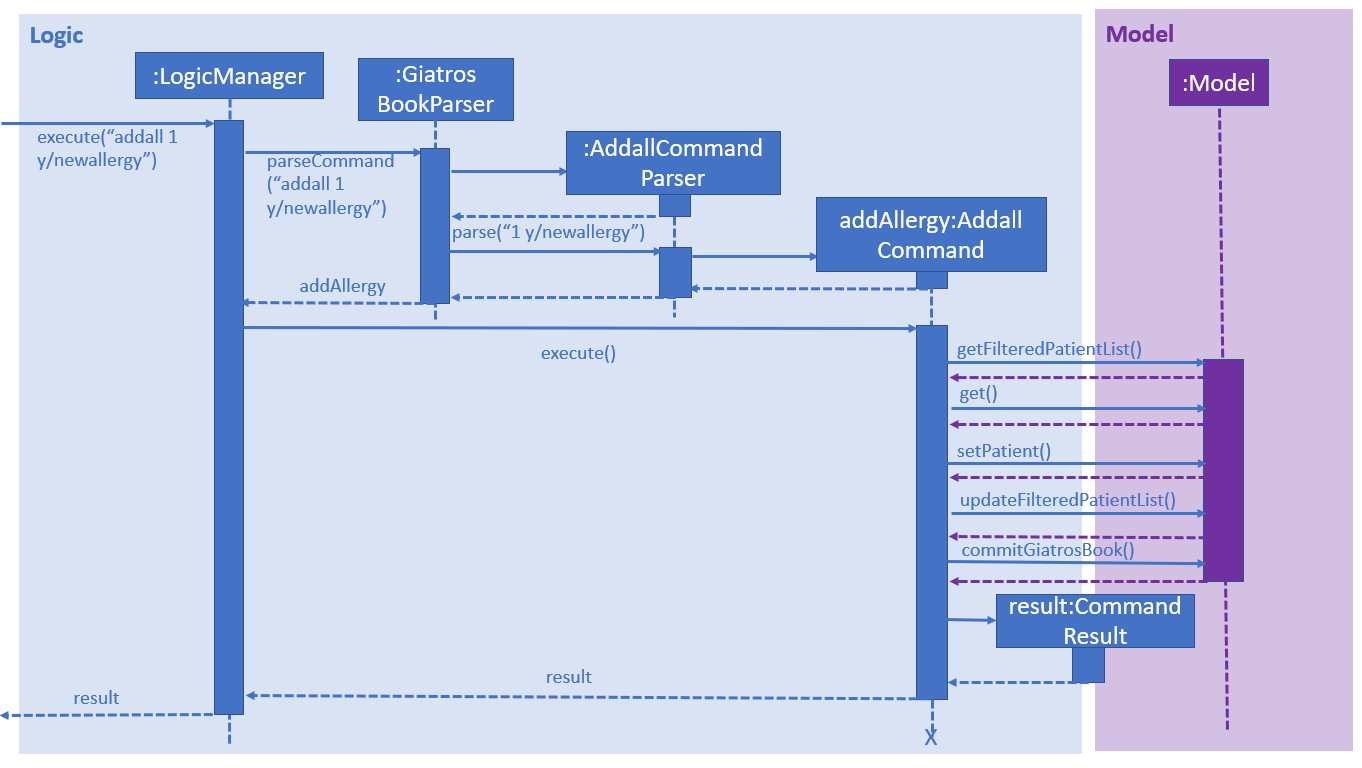 Logic
Model
:LogicManager
:Giatros
BookParser
:Model
execute(“addall 1
y/newallergy”)
parseCommand
(“addall 1
y/newallergy”)
:AddallCommand
Parser
parse(“1 y/newallergy”)
addAllergy:Addall
Command
addAllergy
execute()
getFilteredPatientList()
get()
setPatient()
updateFilteredPatientList()
commitGiatrosBook()
result:Command
Result
result
result
X